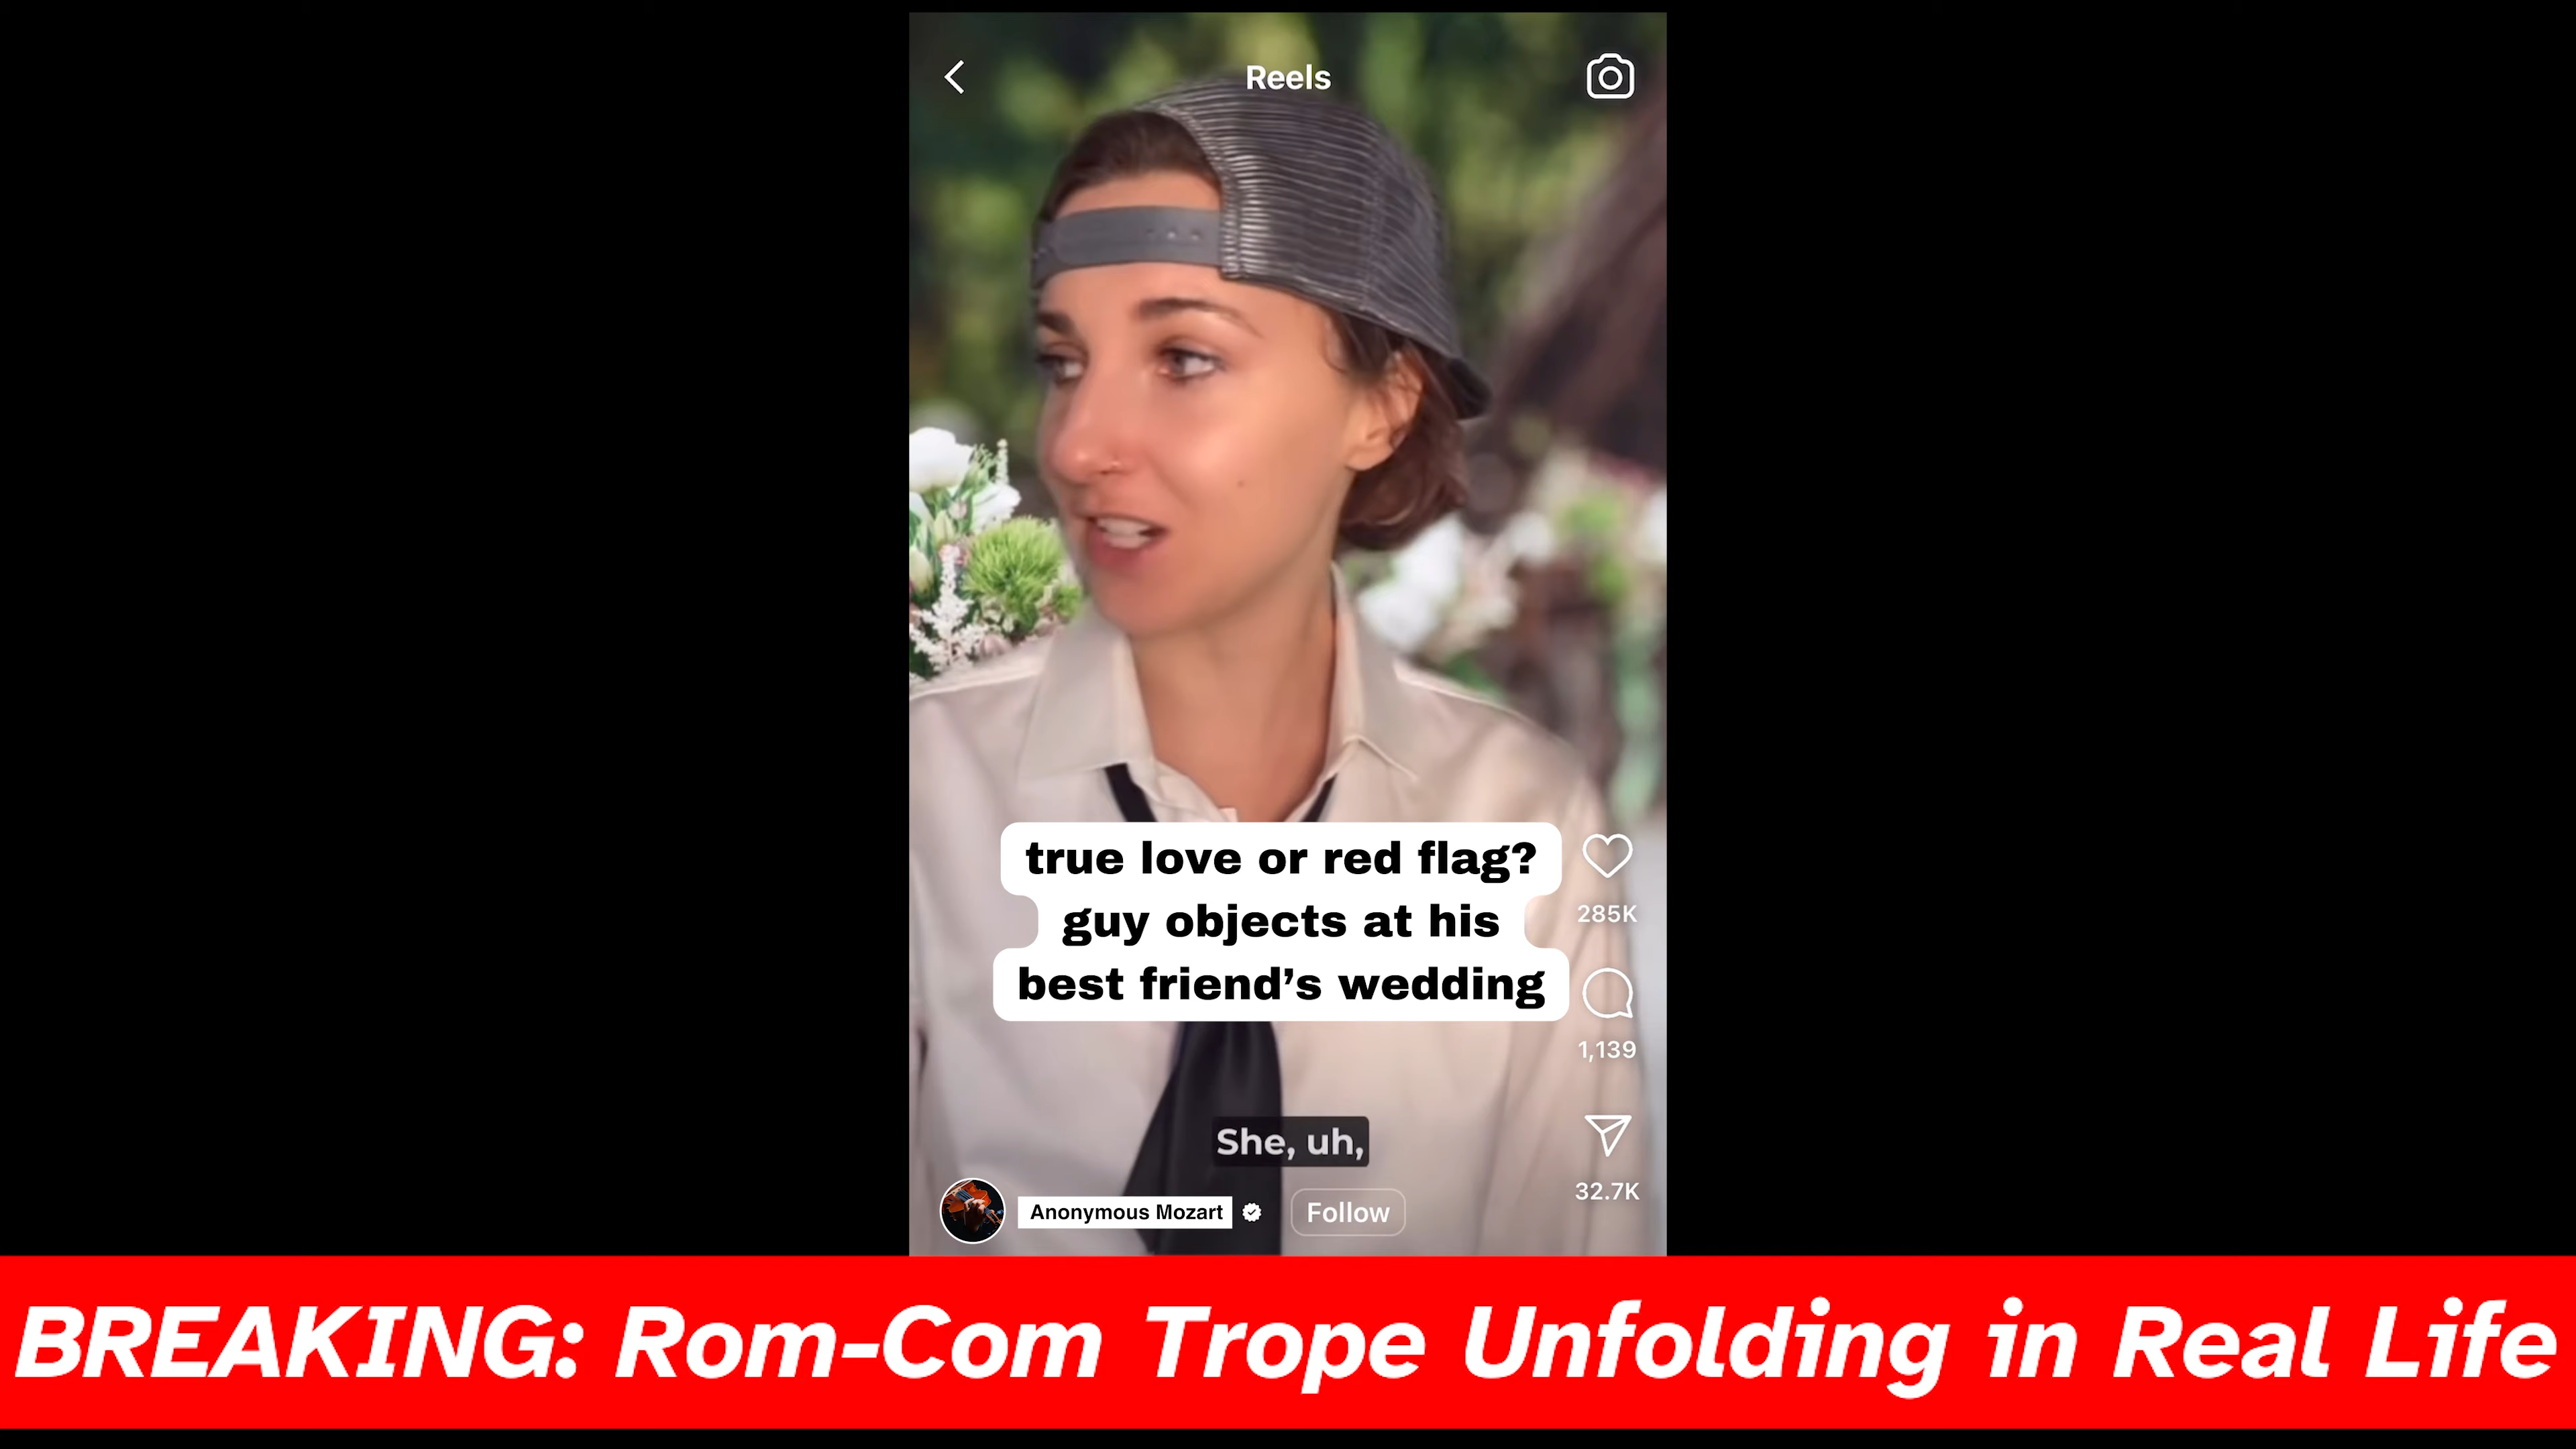 Reels
true love or red flag?
guy objects at his
best friend's wedding
285K
1,139
She, uh,
32.7K
Anonymous Mozart
Follow
BREAKING: Rom-Com Trope Unfolding in Real Life